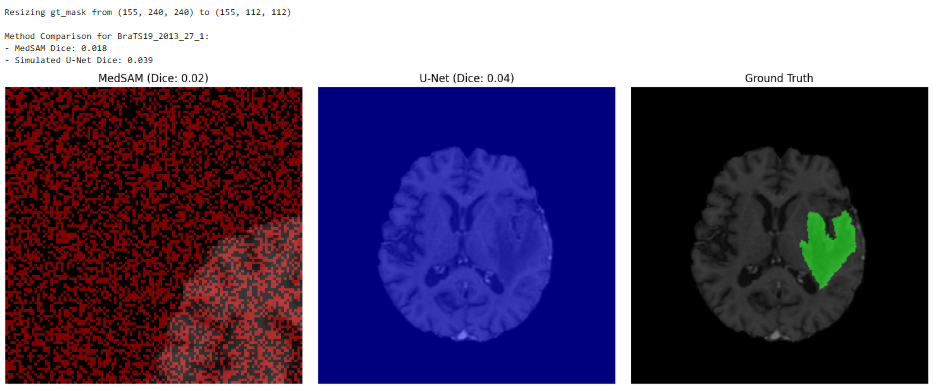 Resizing gt_mask from (155, 240, 240) to (155, 112, 112)
Method Comparison for BraTS19_2013_27_1:
- MedSAM Dice: 0.018
- Simulated U-Net Dice: 0.039
MedSAM (Dice: 0.02)
U-Net (Dice: 0.04)
Ground Truth